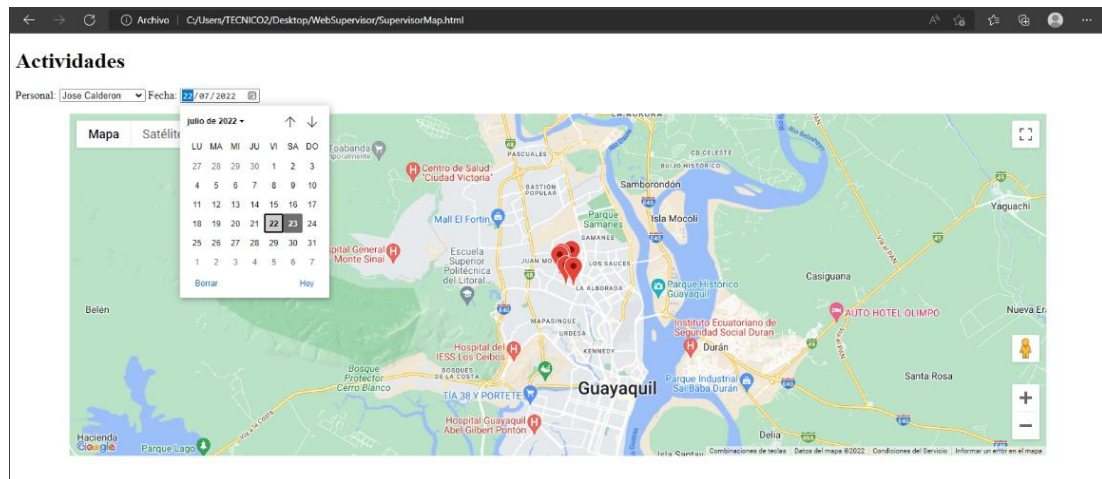 Archivo | C:/Users/TECNICO2/Desktop/WebSupervisor/SupervisorMap.html
Actividades
Personal: Jose Calderon Fecha: 22/07/2022
julio de 2022
LU MA MI JU VI SA DO
27 28 29 30 1 2 3
4 5 6 7 8 9 10
11 12 13 14 15 16 17
18 19 20 21 22 23 24
25 26 27 28 29 30 31
1 2 3 4 5 6 7
Borrar Hoy
Mapa Satélite
PASCUALES
CD CELESTE
BUIJO HISTORICO
Centro de Salud
"Ciudad Victoria"
BASTION
POPULAR
Samborondón
Yaguachi
Mall El Fortín
Parque
Samanes
Isla Mocoli
SAMANES
Monte Sinai
Escuela
Superior
Politécnica
del Litoral...
LOS SAUCES
LA ALBORADA
Parque Histórico
Guayaquil
Casiguana
Belén
MAPASINGUE
URDESA
AUTO HOTEL OLIMPO
Instituto Ecuatoriano de
Seguridad Social Duran
Hospital del
IESS Los Ceibos
KENNEDY
Durán
Bosque
Protector
Cerro Blanco
BOSQUES
DE LA COSTA
TÍA 38 Y PORTETE
Guayaquil
Parque Industrial
Sai Baba Durán
Santa Rosa
Hospital Guayaquil
Abel Gilbert Pontón
Delia
Hacienda
Google
Parque Lago
Vía a la Costa
Isla Santay
Combinaciones de teclas Datos del mapa ©2022 Condiciones del Servicio Informar un error en el mapa